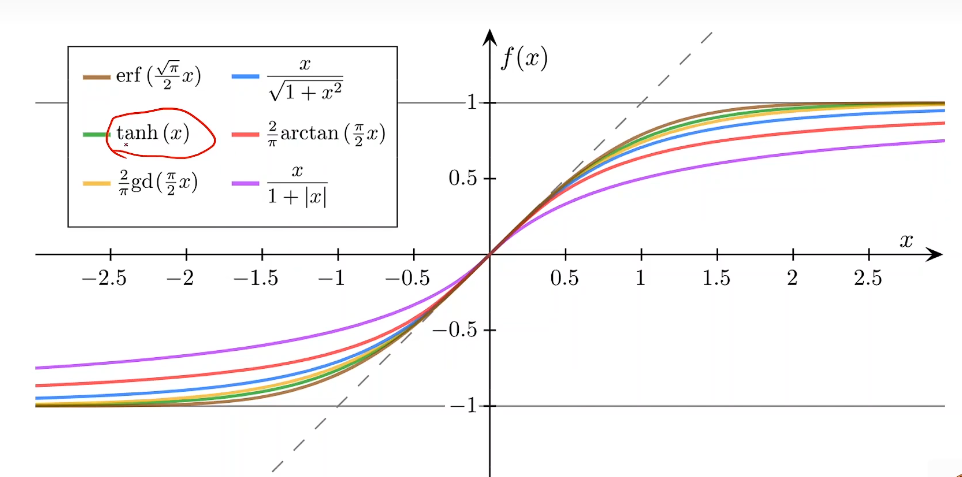 f(x)
erf (√π/2 x) x/√(1 + x²)
tanh (x) 2/π arctan (π/2 x)
2/π gd(π/2 x) x/(1 + |x|)
1
0.5
x
−2.5 −2 −1.5 −1 −0.5 0.5 1 1.5 2 2.5
−0.5
−1